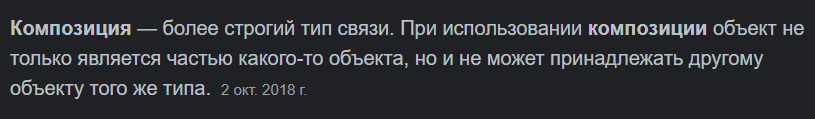 Композиция — более строгий тип связи. При использовании композиции объект не
только является частью какого-то объекта, но и не может принадлежать другому
объекту того же типа. 2 окт. 2018 г.